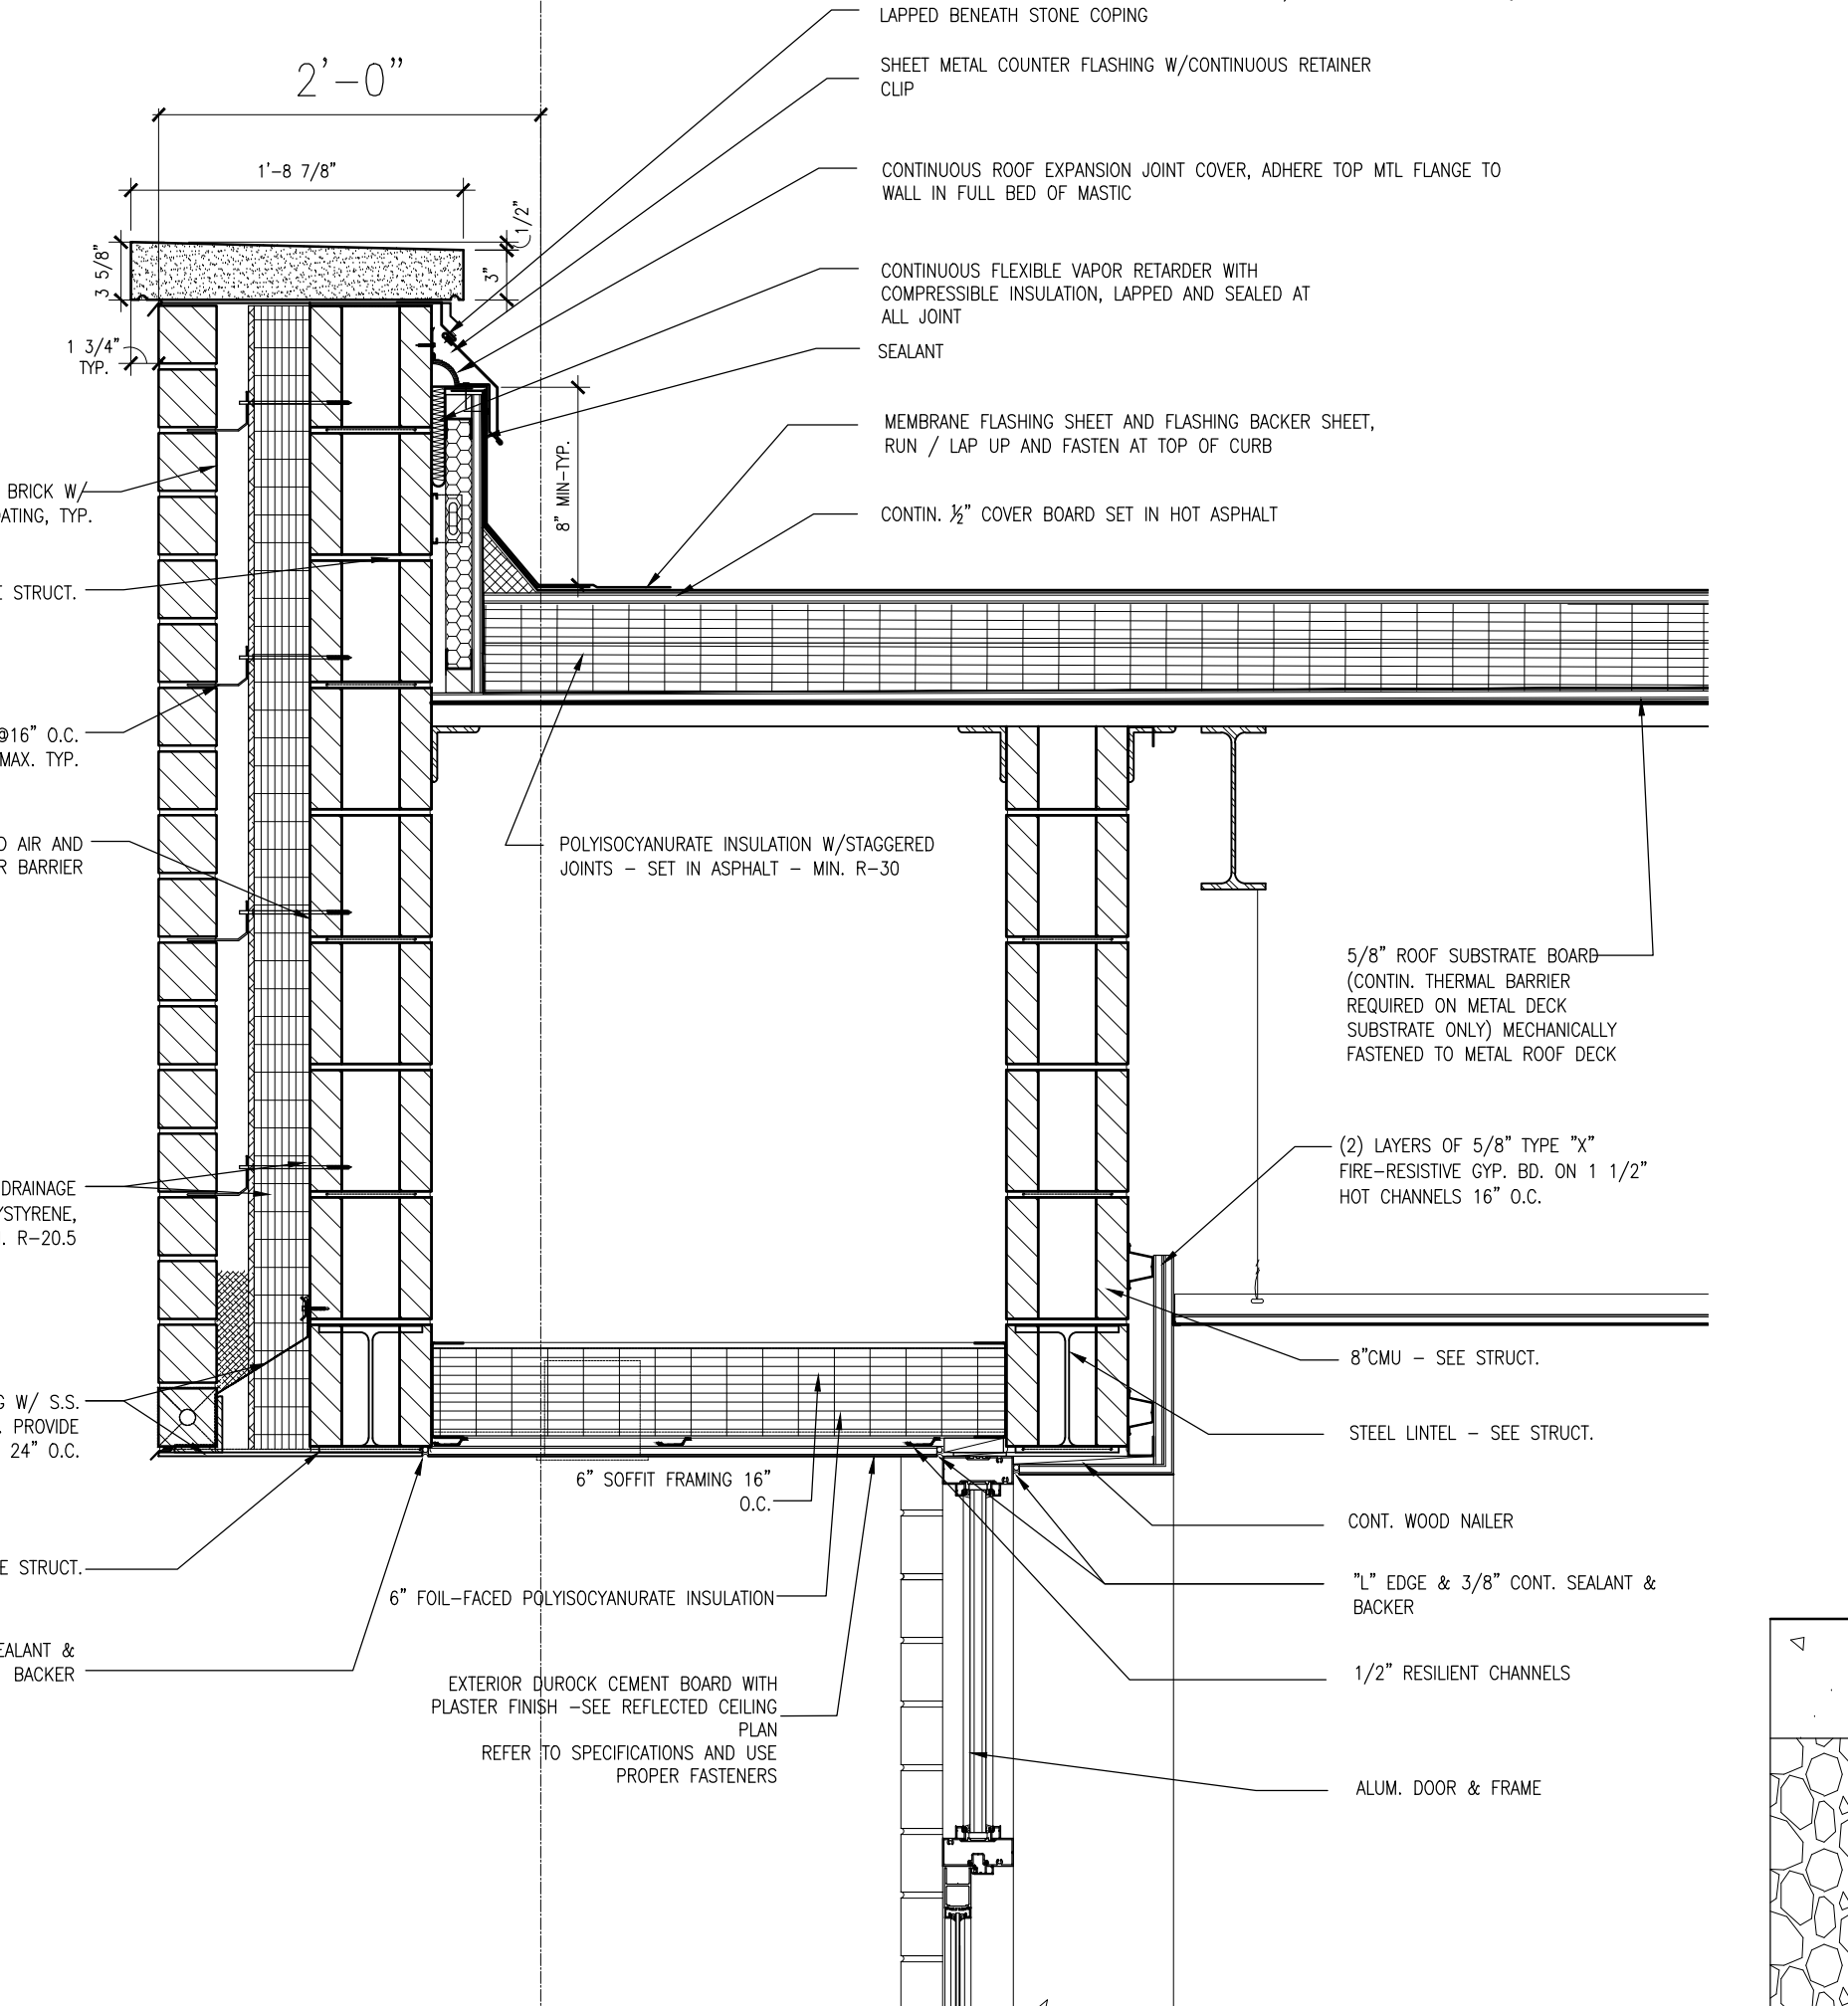 LAPPED BENEATH STONE COPING
SHEET METAL COUNTER FLASHING W/CONTINUOUS RETAINER
CLIP
2'-0"
1'-8 7/8"
1/2"
3 5/8"
3"
1 3/4"
TYP.
CONTINUOUS ROOF EXPANSION JOINT COVER, ADHERE TOP MTL FLANGE TO
WALL IN FULL BED OF MASTIC
CONTINUOUS FLEXIBLE VAPOR RETARDER WITH
COMPRESSIBLE INSULATION, LAPPED AND SEALED AT
ALL JOINT
SEALANT
8" MIN-TYP.
MEMBRANE FLASHING SHEET AND FLASHING BACKER SHEET,
RUN / LAP UP AND FASTEN AT TOP OF CURB
CONTIN. ½" COVER BOARD SET IN HOT ASPHALT
BRICK W/
ATING, TYP.
E STRUCT.
@16" O.C.
MAX. TYP.
AIR AND
R BARRIER
POLYISOCYANURATE INSULATION W/STAGGERED
JOINTS – SET IN ASPHALT – MIN. R-30
5/8" ROOF SUBSTRATE BOARD
(CONTIN. THERMAL BARRIER
REQUIRED ON METAL DECK
SUBSTRATE ONLY) MECHANICALLY
FASTENED TO METAL ROOF DECK
(2) LAYERS OF 5/8" TYPE "X"
FIRE-RESISTIVE GYP. BD. ON 1 1/2"
HOT CHANNELS 16" O.C.
DRAINAGE
YSTYRENE,
. R-20.5
8"CMU – SEE STRUCT.
G W/ S.S.
. PROVIDE
24" O.C.
STEEL LINTEL – SEE STRUCT.
6" SOFFIT FRAMING 16"
O.C.
CONT. WOOD NAILER
E STRUCT.
6" FOIL-FACED POLYISOCYANURATE INSULATION
"L" EDGE & 3/8" CONT. SEALANT &
BACKER
EALANT &
BACKER
1/2" RESILIENT CHANNELS
EXTERIOR DUROCK CEMENT BOARD WITH
PLASTER FINISH –SEE REFLECTED CEILING
PLAN
REFER TO SPECIFICATIONS AND USE
PROPER FASTENERS
ALUM. DOOR & FRAME